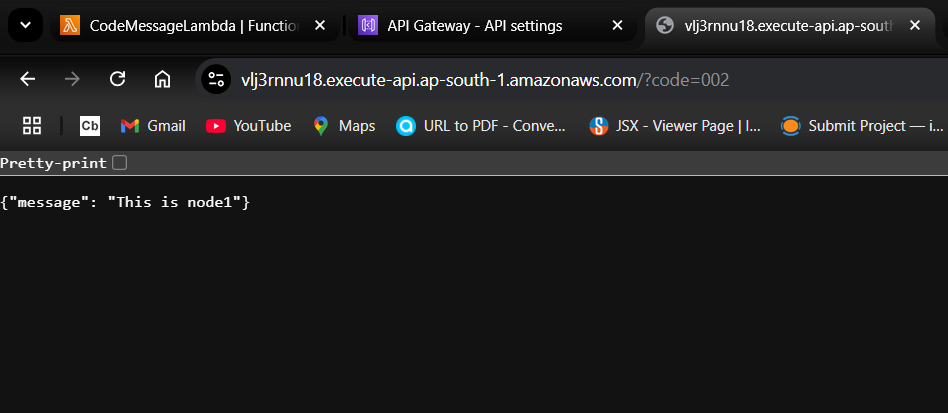 CodeMessageLambda | Functio
API Gateway - API settings
vlj3rnnu18.execute-api.ap-sout
vlj3rnnu18.execute-api.ap-south-1.amazonaws.com/?code=002
Cb
Gmail
YouTube
Maps
URL to PDF - Conve...
JSX - Viewer Page | I...
Submit Project — i...
Pretty-print
{"message": "This is node1"}